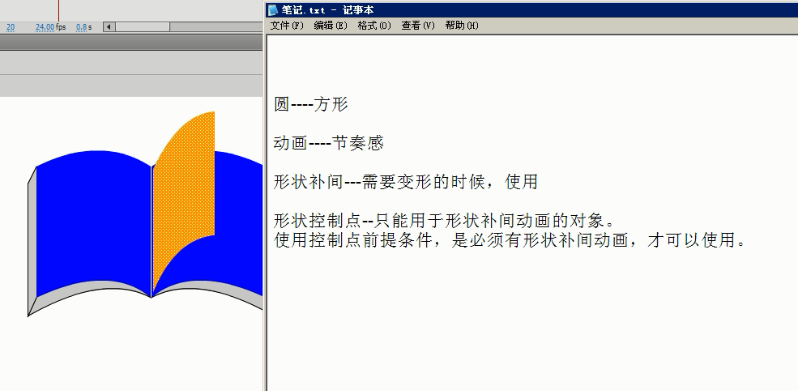 笔记.txt - 记事本
20 24.00 fps 0.8 s
文件(F) 编辑(E) 格式(O) 查看(V) 帮助(H)
圆----方形
动画----节奏感
形状补间---需要变形的时候，使用
形状控制点--只能用于形状补间动画的对象。
使用控制点前提条件，是必须有形状补间动画，才可以使用。